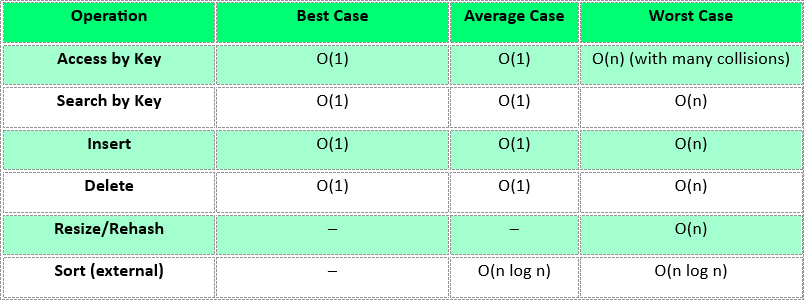 Operation Best Case Average Case Worst Case
Access by Key O(1) O(1) O(n) (with many collisions)
Search by Key O(1) O(1) O(n)
Insert O(1) O(1) O(n)
Delete O(1) O(1) O(n)
Resize/Rehash – – O(n)
Sort (external) – O(n log n) O(n log n)